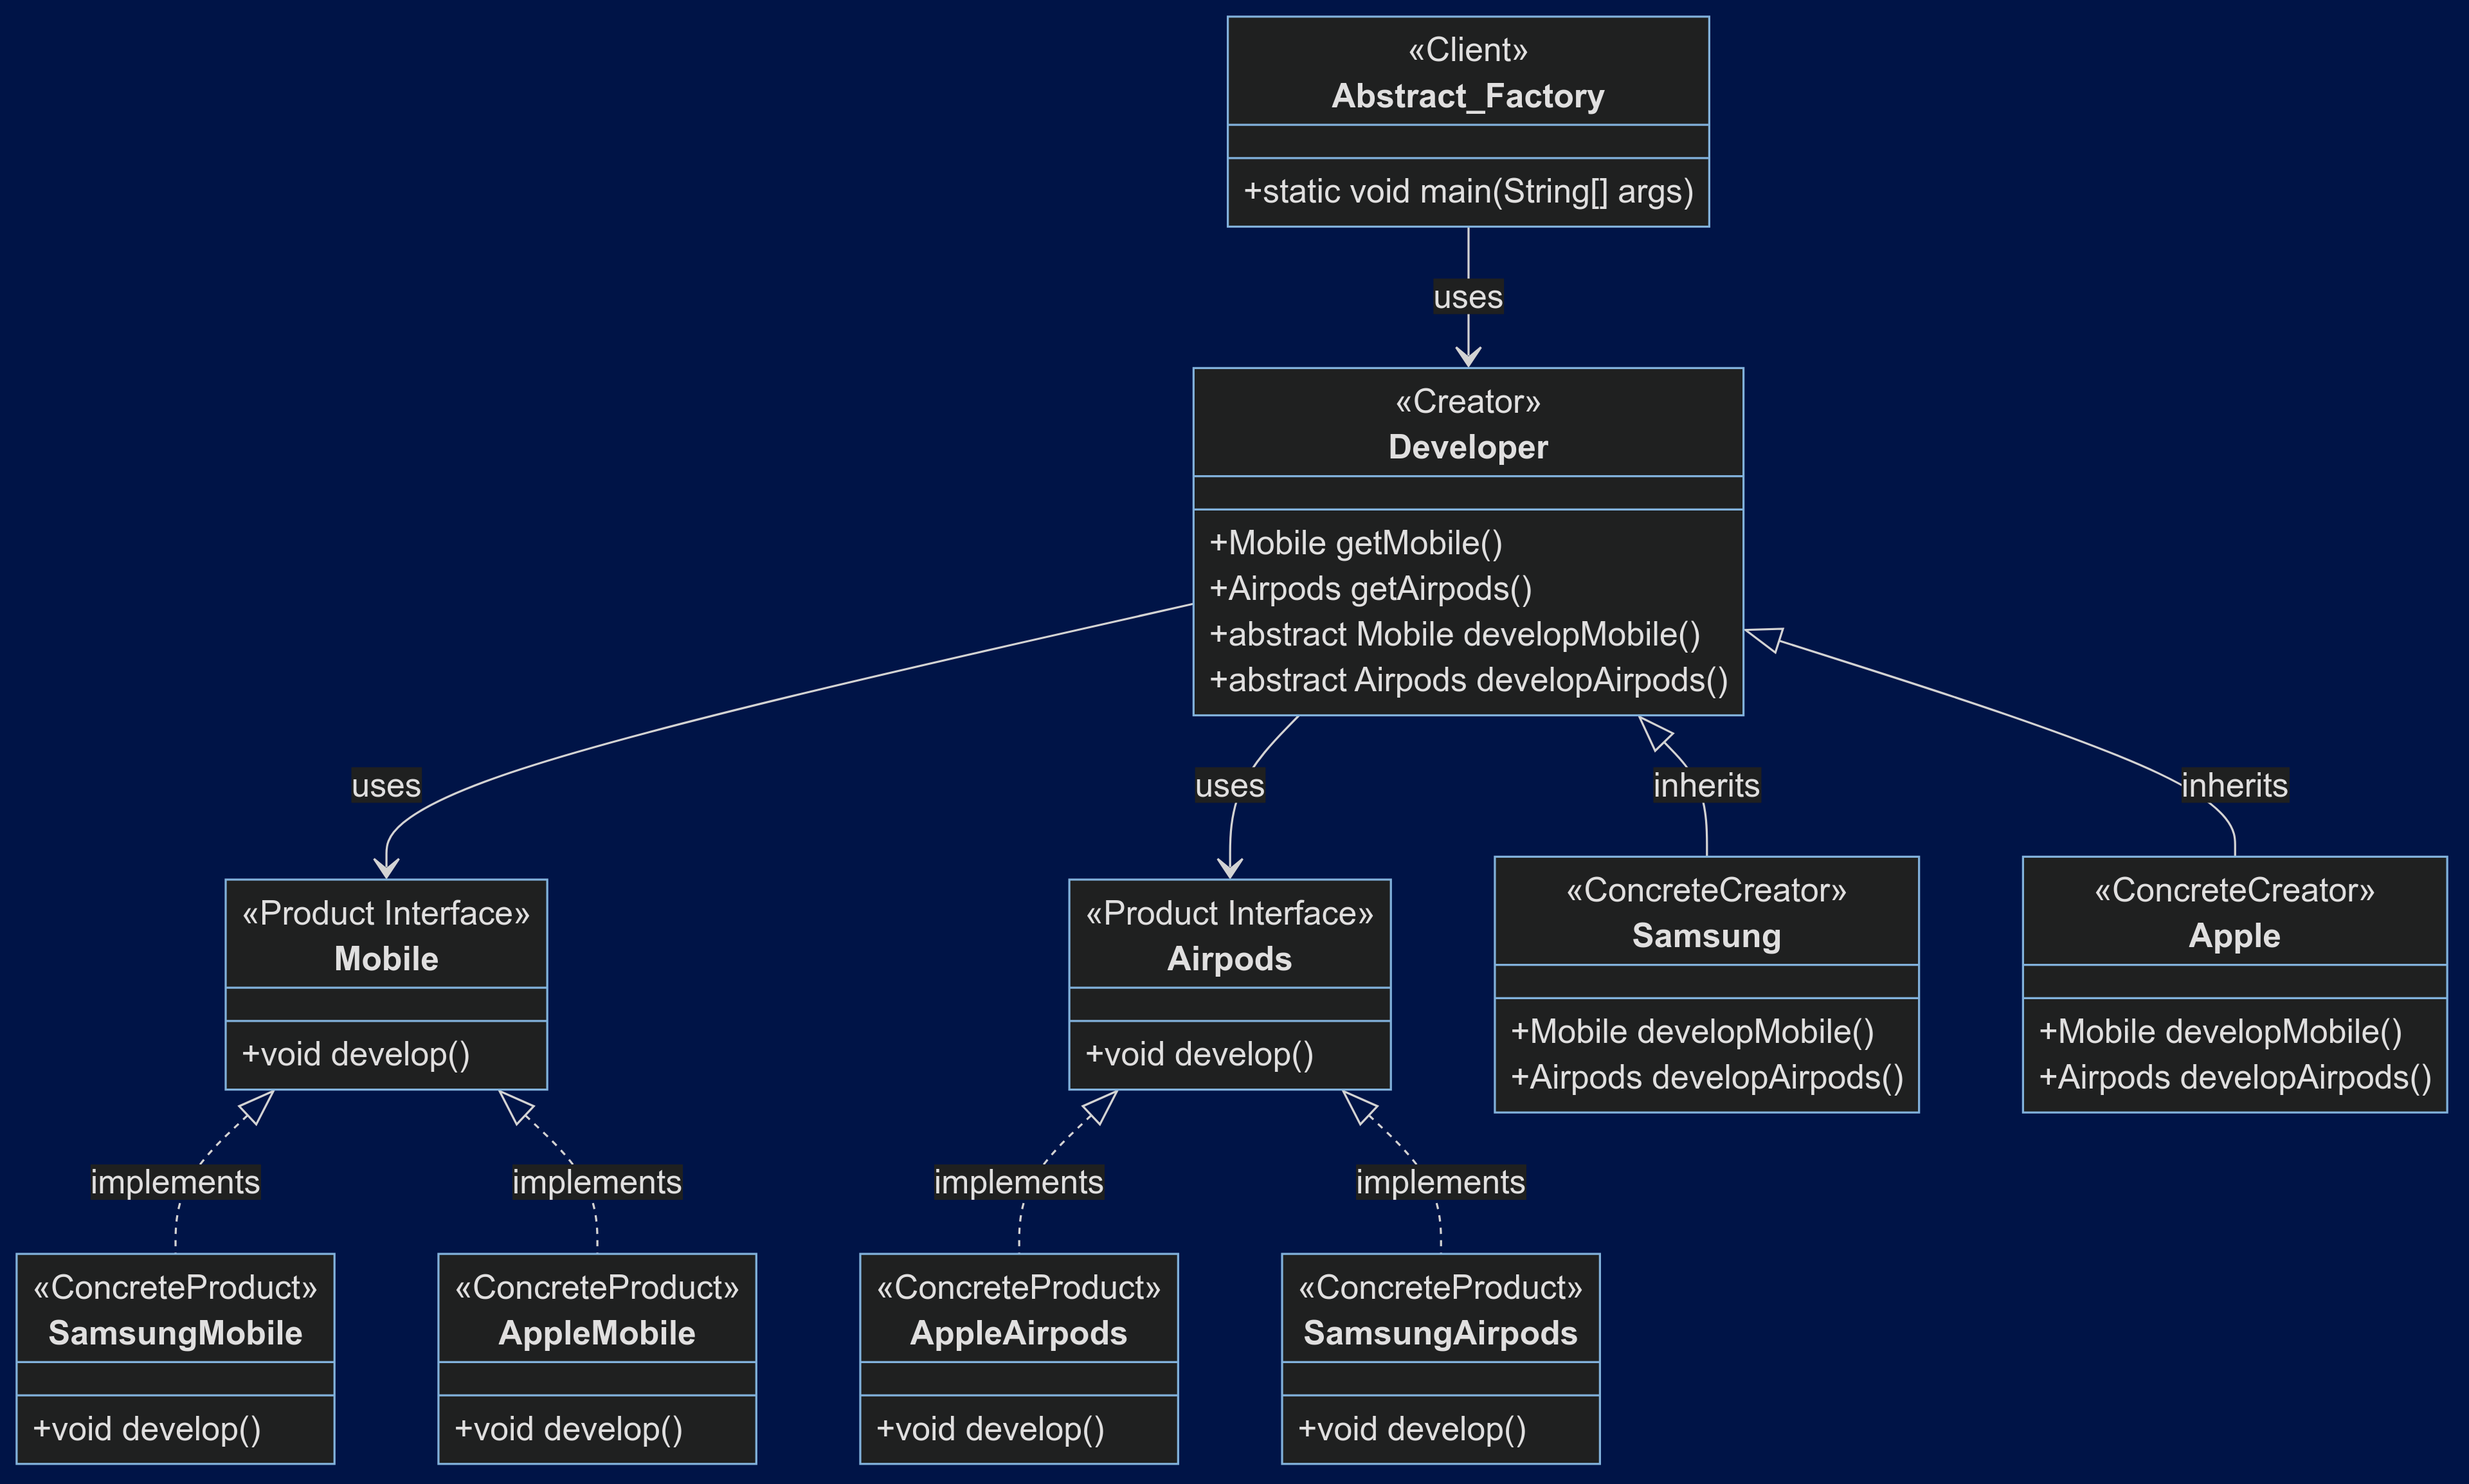 «Client»
Abstract_Factory
+static void main(String[] args)
uses
«Creator»
Developer
+Mobile getMobile()
+Airpods getAirpods()
+abstract Mobile developMobile()
+abstract Airpods developAirpods()
uses
uses
inherits
inherits
«Product Interface»
Mobile
+void develop()
«Product Interface»
Airpods
+void develop()
«ConcreteCreator»
Samsung
+Mobile developMobile()
+Airpods developAirpods()
«ConcreteCreator»
Apple
+Mobile developMobile()
+Airpods developAirpods()
implements
implements
implements
implements
«ConcreteProduct»
SamsungMobile
+void develop()
«ConcreteProduct»
AppleMobile
+void develop()
«ConcreteProduct»
AppleAirpods
+void develop()
«ConcreteProduct»
SamsungAirpods
+void develop()